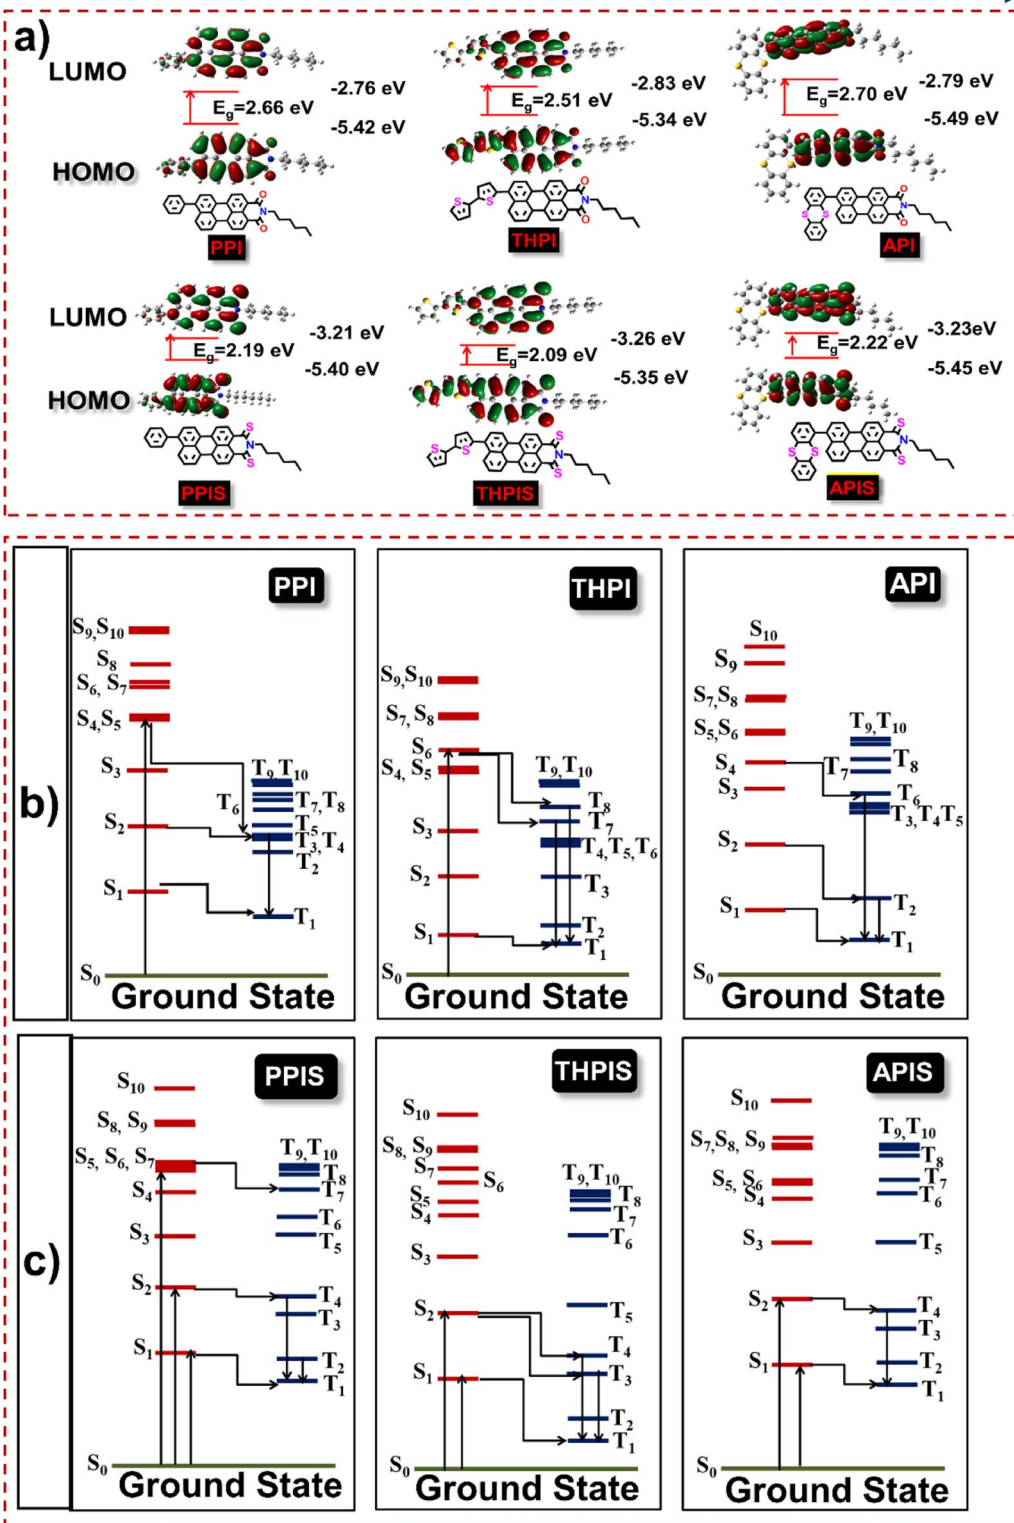 a)
LUMO
-2.76 eV
Eg=2.66 eV
-5.42 eV
HOMO
O
N
O
PPI
-2.83 eV
Eg=2.51 eV
-5.34 eV
S
S
O
N
O
THPI
-2.79 eV
Eg=2.70 eV
-5.49 eV
S
S
O
N
O
API
LUMO
-3.21 eV
Eg=2.19 eV
-5.40 eV
HOMO
S
N
S
PPIS
-3.26 eV
Eg=2.09 eV
-5.35 eV
S
S
S
N
S
THPIS
-3.23eV
Eg=2.22 eV
-5.45 eV
S
S
S
N
S
APIS
b)
PPI
S9,S10
S8
S6, S7
S4,S5
S3
S2
S1
S0
T9,T10
T6
T7,T8
T5
T3,T4
T2
T1
Ground State
THPI
S9,S10
S7, S8
S6
S4, S5
S3
S2
S1
S0
T9,T10
T8
T7
T4,T5,T6
T3
T2
T1
Ground State
API
S10
S9
S7,S8
S5,S6
S4
S3
S2
S1
S0
T9,T10
T8
T7
T6
T3,T4T5
T2
T1
Ground State
c)
PPIS
S10
S8, S9
S5, S6, S7
S4
S3
S2
S1
S0
T9,T10
T8
T7
T6
T5
T4
T3
T2
T1
Ground State
THPIS
S10
S8, S9
S7
S6
S5
S4
S3
S2
S1
S0
T9,T10
T8
T7
T6
T5
T4
T3
T2
T1
Ground State
APIS
S10
S7,S8, S9
S5, S6
S4
S3
S2
S1
S0
T9,T10
T8
T7
T6
T5
T4
T3
T2
T1
Ground State